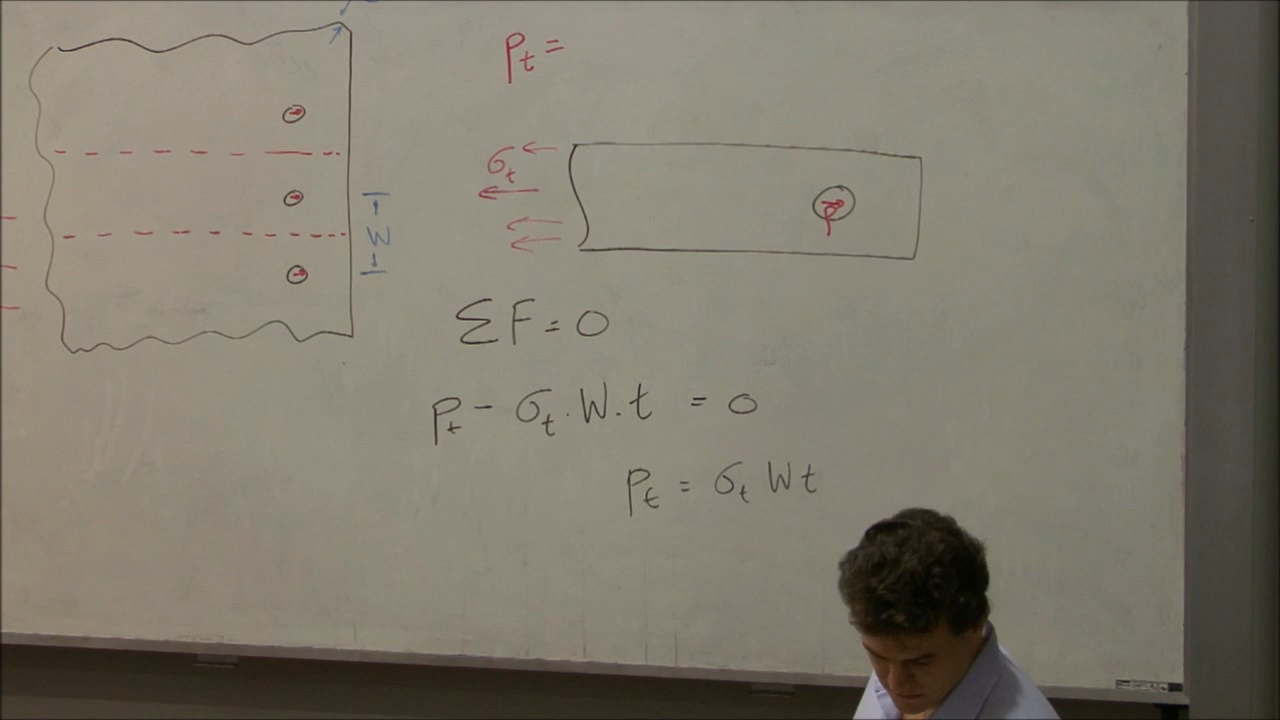 Pt =
σt
W
P
ΣF = 0
Pt - σt . W . t = 0
Pt = σt W t